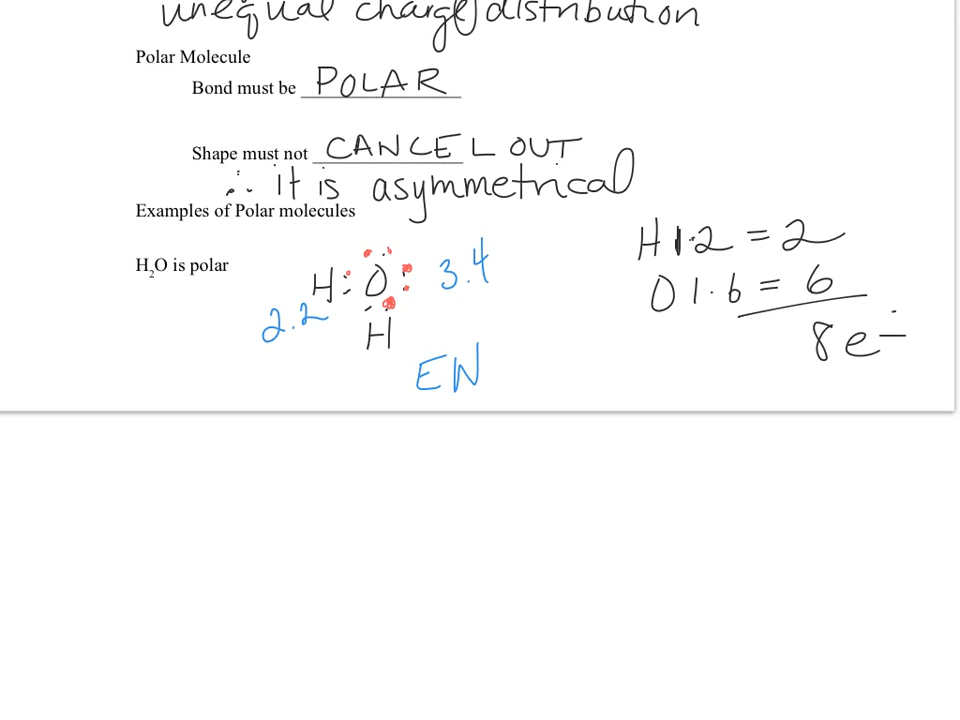 unequal charge distribution
Polar Molecule
Bond must be POLAR
Shape must not CANCEL OUT
∴ it is asymmetrical
Examples of Polar molecules
H₂O is polar
H:O: 3.4
2.2
H
EN
H 1·2 = 2
O 1·6 = 6
8e-